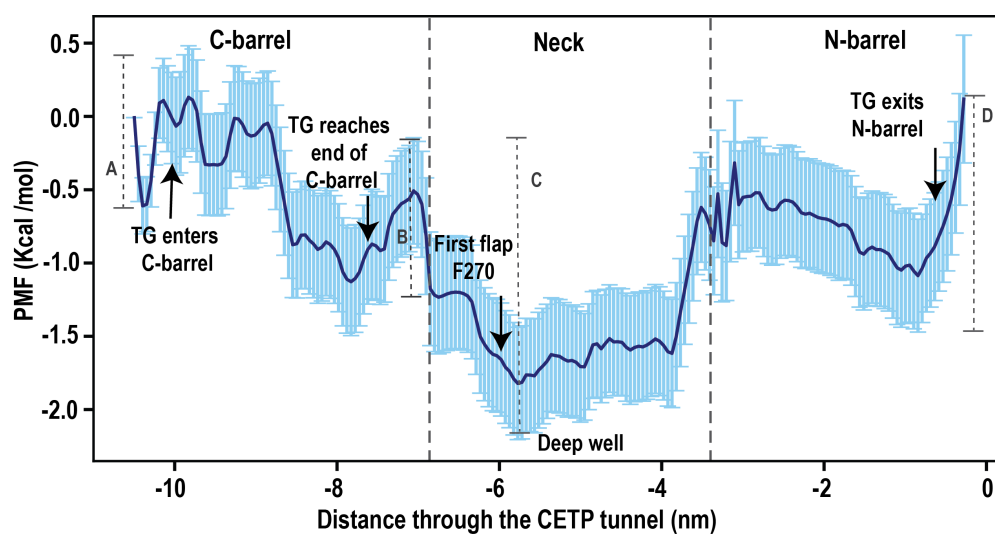 C-barrel
Neck
N-barrel
0.5
0.0
-0.5
-1.0
-1.5
-2.0
PMF (Kcal /mol)
A
TG enters
C-barrel
TG reaches
end of
C-barrel
B
First flap
F270
C
Deep well
TG exits
N-barrel
D
-10
-8
-6
-4
-2
0
Distance through the CETP tunnel (nm)